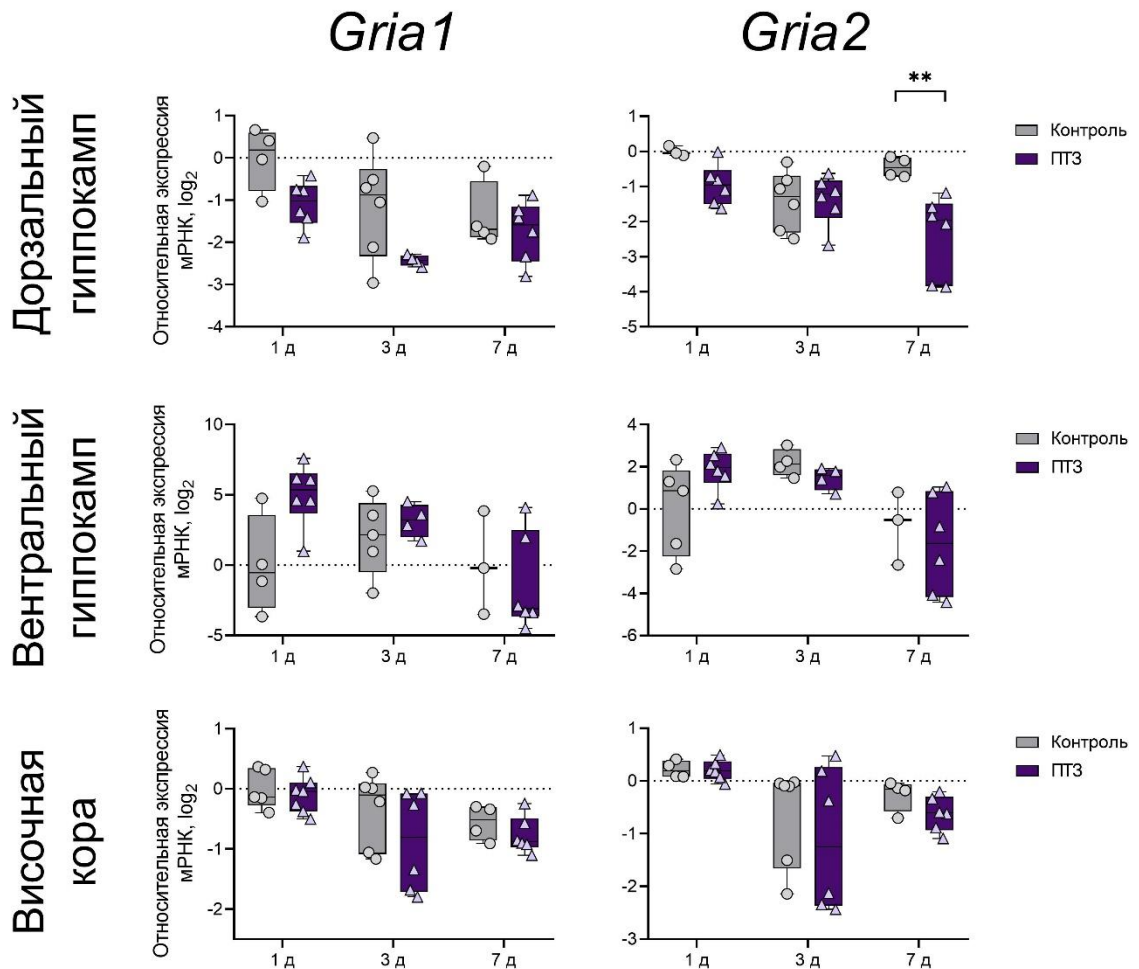 Gria1
Gria2
Дорзальный
гиппокамп
Относительная экспрессия
мРНК, log2
1
0
-1
-2
-3
-4
1 д
3 д
7 д
**
1
0
-1
-2
-3
-4
-5
1 д
3 д
7 д
Контроль
ПТЗ
Вентральный
гиппокамп
Относительная экспрессия
мРНК, log2
10
5
0
-5
1 д
3 д
7 д
4
2
0
-2
-4
-6
1 д
3 д
7 д
Контроль
ПТЗ
Височная
кора
Относительная экспрессия
мРНК, log2
1
0
-1
-2
1 д
3 д
7 д
1
0
-1
-2
-3
1 д
3 д
7 д
Контроль
ПТЗ